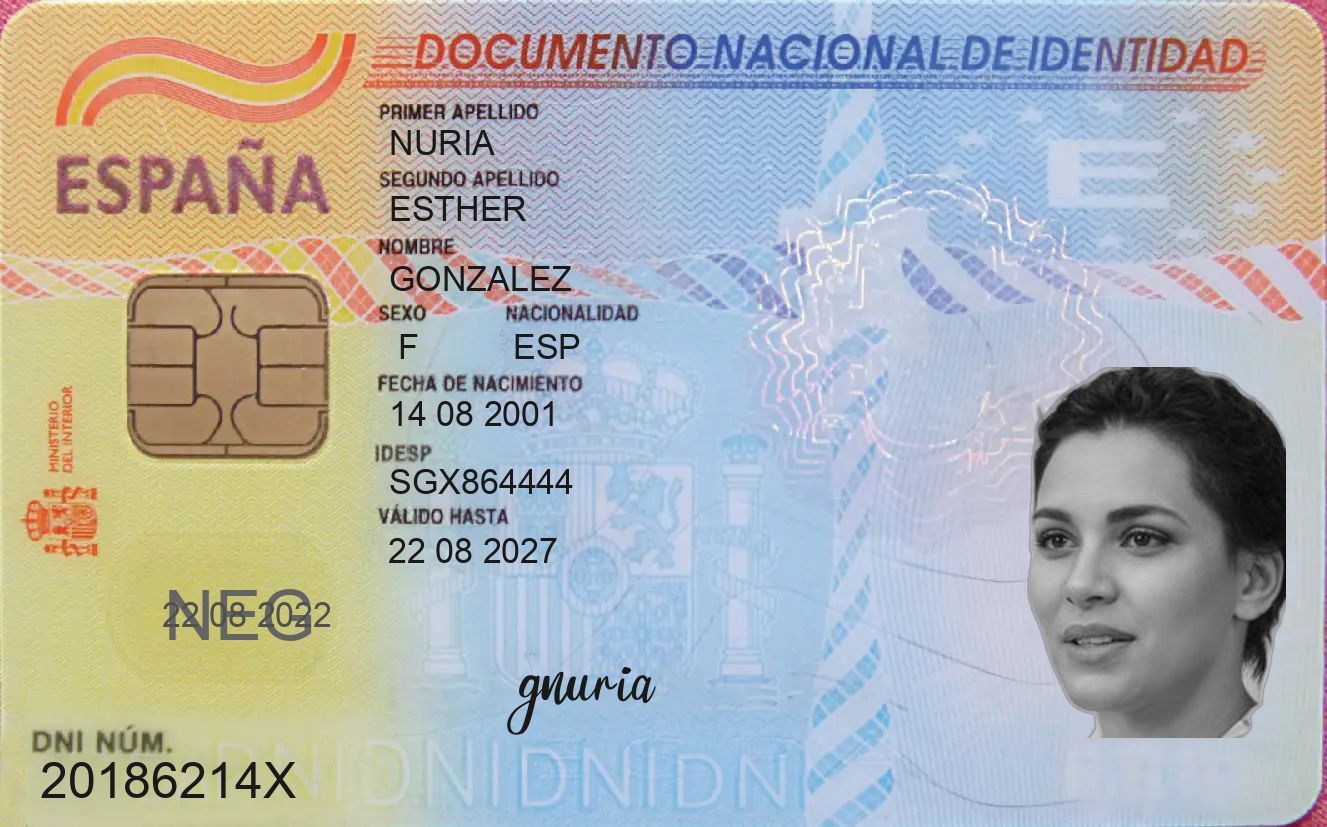 DOCUMENTO NACIONAL DE IDENTIDAD
ESPAÑA
PRIMER APELLIDO
NURIA
SEGUNDO APELLIDO
ESTHER
NOMBRE
GONZALEZ
SEXO NACIONALIDAD
F ESP
FECHA DE NACIMIENTO
14 08 2001
IDESP
SGX864444
VÁLIDO HASTA
22 08 2027
MINISTERIO
DEL INTERIOR
E
NEG
22 08 2022
gnuria
DNI NÚM.
20186214X
DNIDNIDNIDNI